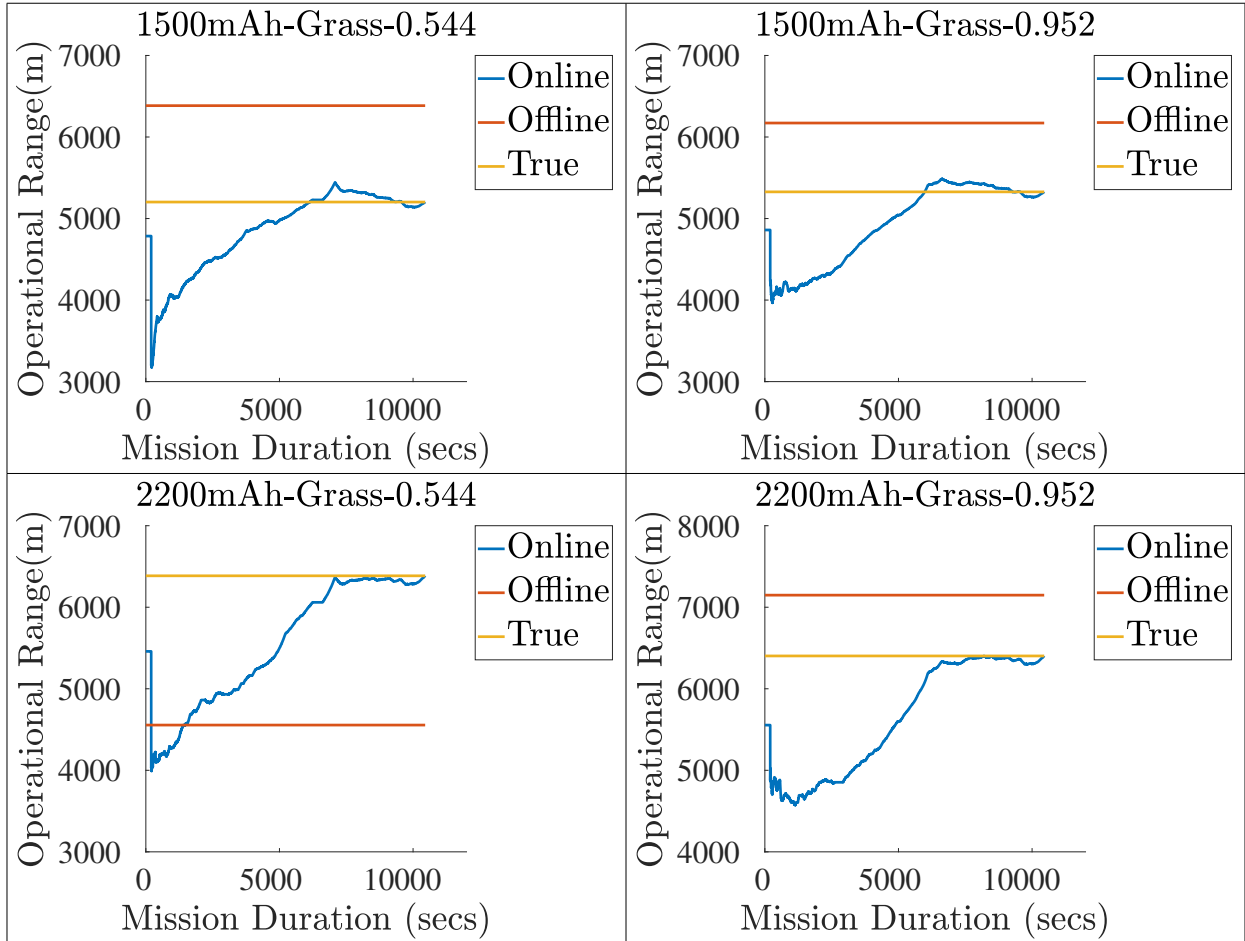 1500mAh-Grass-0.544
7000
6000
5000
4000
3000
Operational Range(m)
0 5000 10000
Mission Duration (secs)
Online
Offline
True
1500mAh-Grass-0.952
7000
6000
5000
4000
3000
Operational Range(m)
0 5000 10000
Mission Duration (secs)
Online
Offline
True
2200mAh-Grass-0.544
7000
6000
5000
4000
3000
Operational Range(m)
0 5000 10000
Mission Duration (secs)
Online
Offline
True
2200mAh-Grass-0.952
8000
7000
6000
5000
4000
Operational Range(m)
0 5000 10000
Mission Duration (secs)
Online
Offline
True